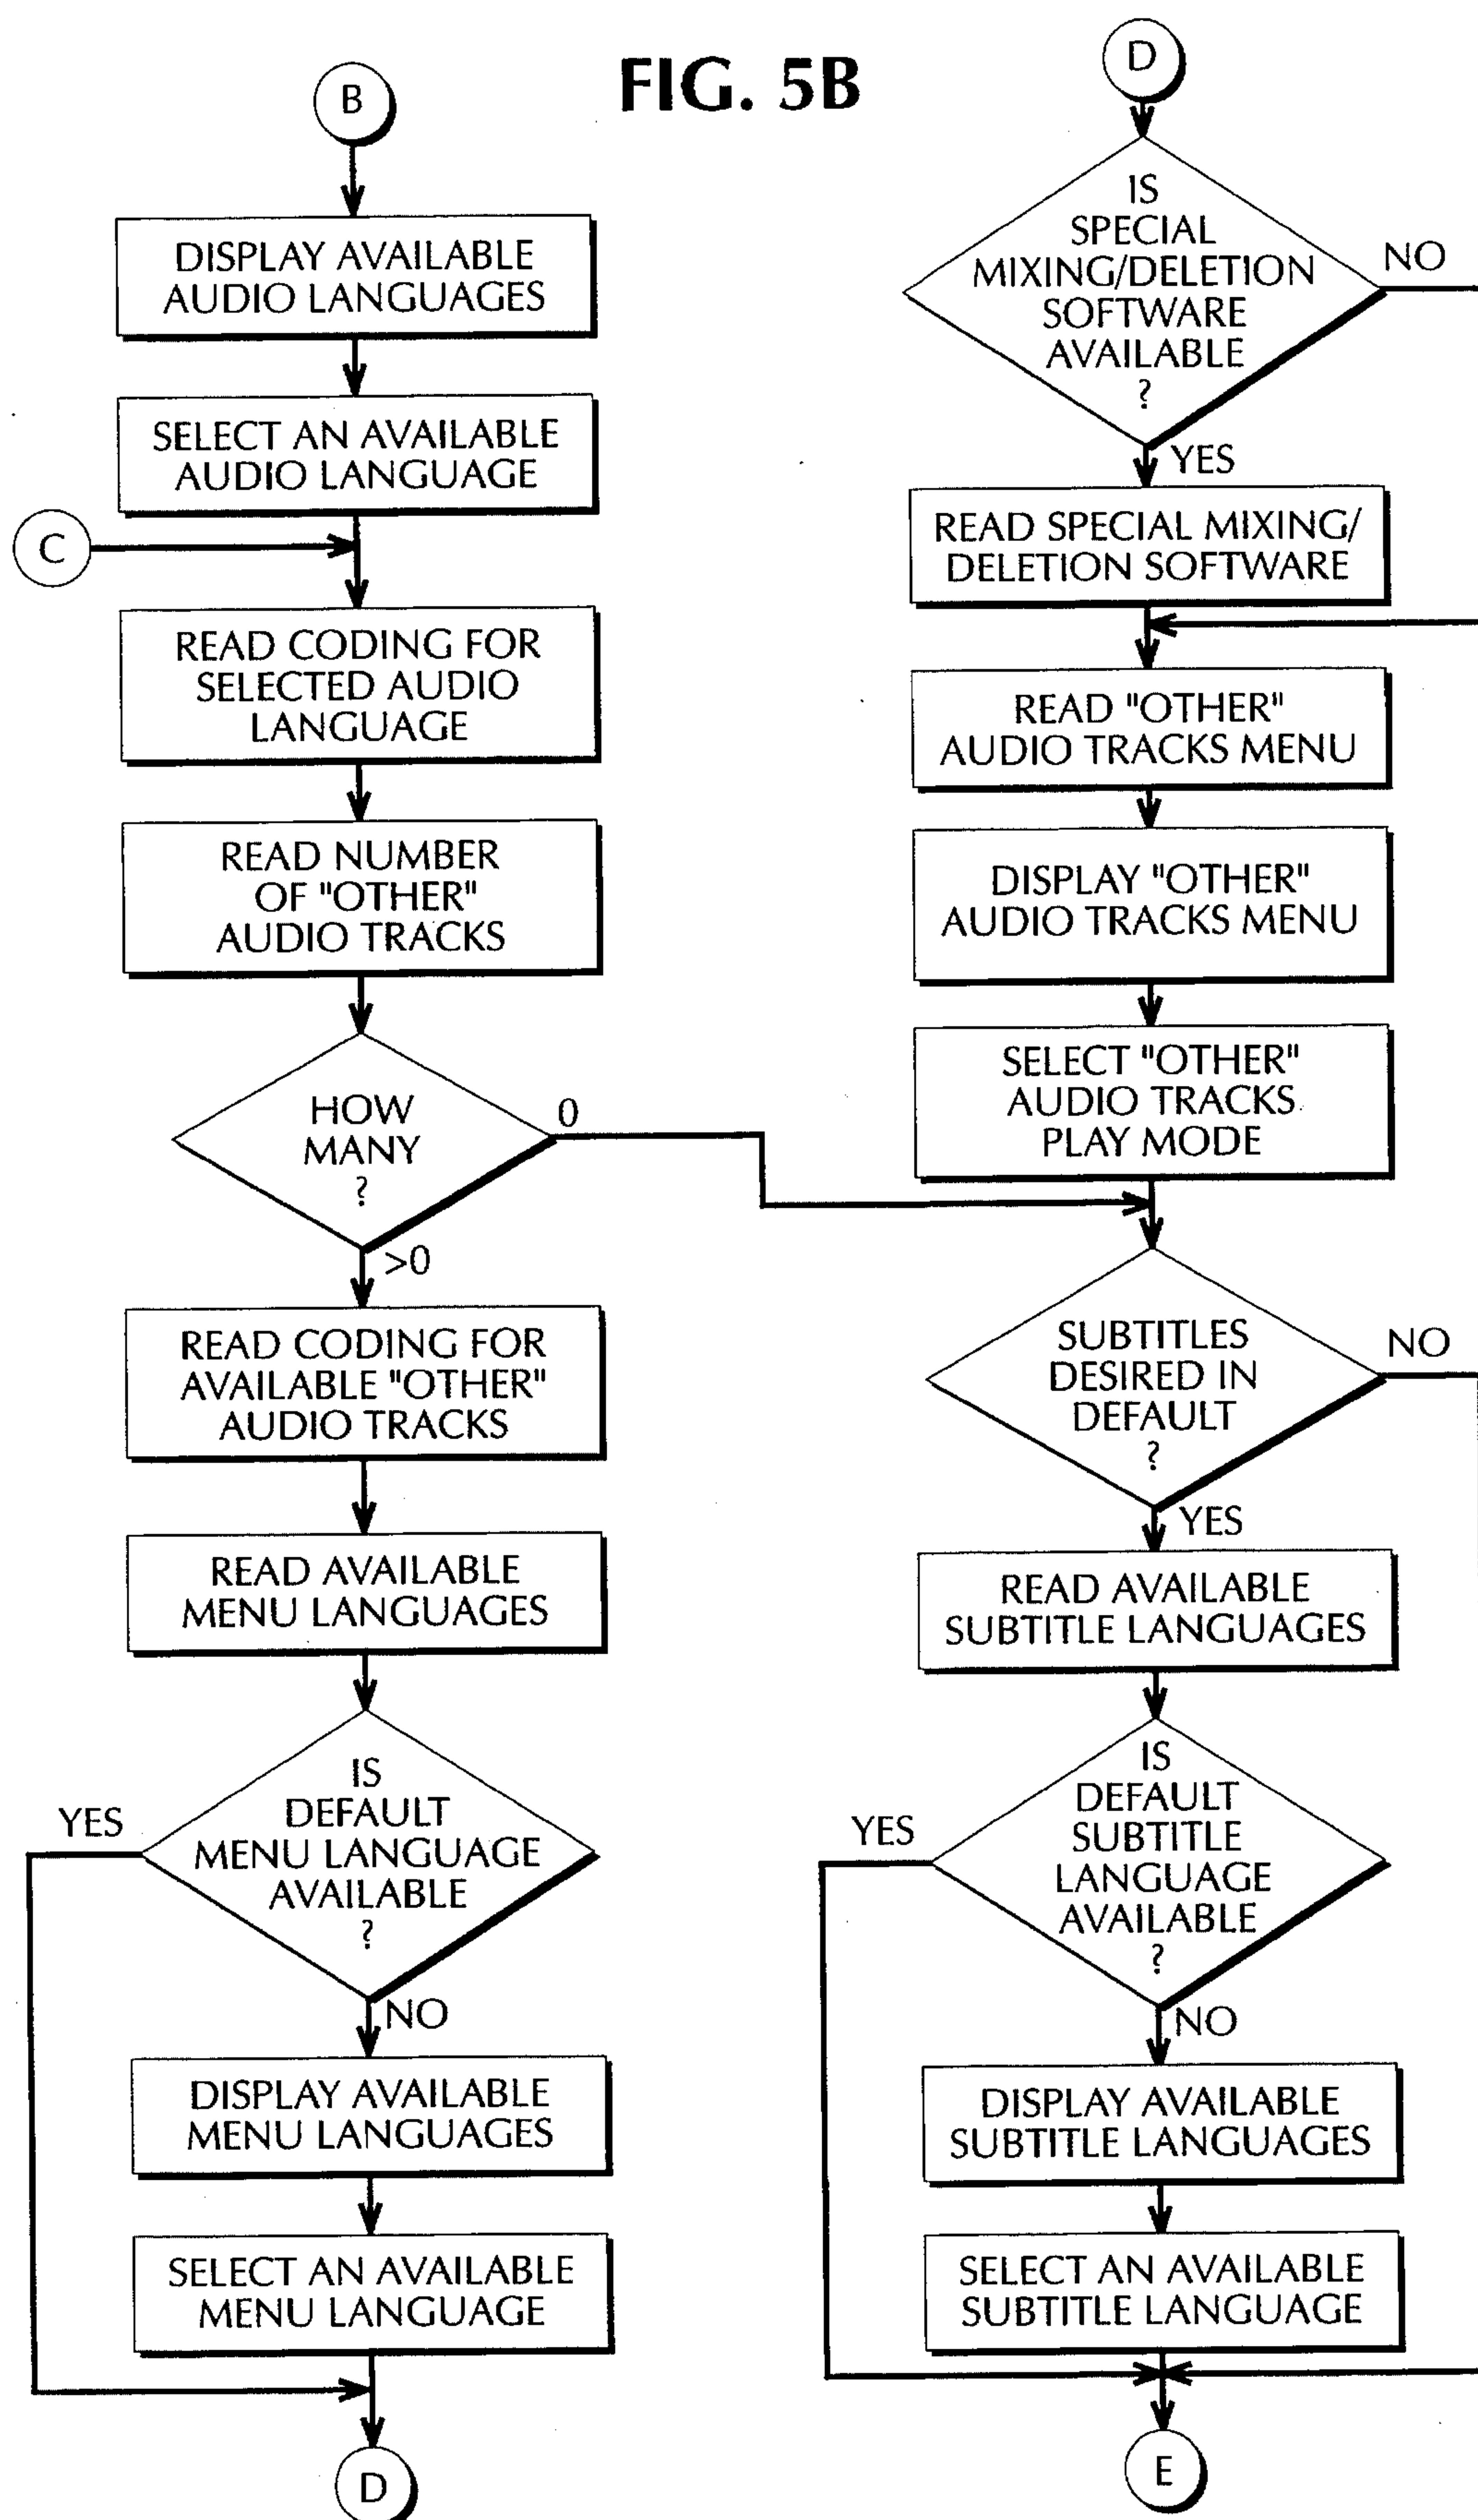 FIG. 5B
B
DISPLAY AVAILABLE
AUDIO LANGUAGES
SELECT AN AVAILABLE
AUDIO LANGUAGE
C
READ CODING FOR
SELECTED AUDIO
LANGUAGE
READ NUMBER
OF "OTHER"
AUDIO TRACKS
HOW
MANY
?
0
>0
READ CODING FOR
AVAILABLE "OTHER"
AUDIO TRACKS
READ AVAILABLE
MENU LANGUAGES
IS
DEFAULT
MENU LANGUAGE
AVAILABLE
?
YES
NO
DISPLAY AVAILABLE
MENU LANGUAGES
SELECT AN AVAILABLE
MENU LANGUAGE
D
D
IS
SPECIAL
MIXING/DELETION
SOFTWARE
AVAILABLE
?
NO
YES
READ SPECIAL MIXING/
DELETION SOFTWARE
READ "OTHER"
AUDIO TRACKS MENU
DISPLAY "OTHER"
AUDIO TRACKS MENU
SELECT "OTHER"
AUDIO TRACKS
PLAY MODE
SUBTITLES
DESIRED IN
DEFAULT
?
NO
YES
READ AVAILABLE
SUBTITLE LANGUAGES
IS
DEFAULT
SUBTITLE
LANGUAGE
AVAILABLE
?
YES
NO
DISPLAY AVAILABLE
SUBTITLE LANGUAGES
SELECT AN AVAILABLE
SUBTITLE LANGUAGE
E